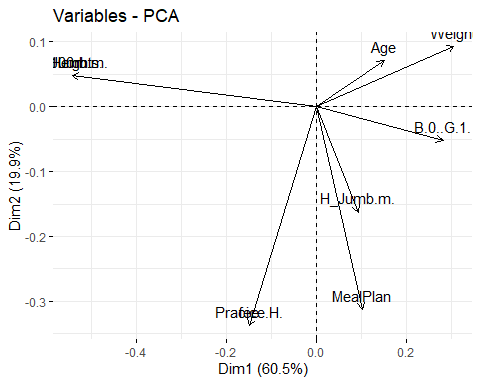 Variables - PCA
0.1
0.0
-0.1
-0.2
-0.3
Dim2 (19.9%)
Age
Weight
B.0..G.1.
H_Jumb.m.
MealPlan
-0.4
-0.2
0.0
0.2
Dim1 (60.5%)